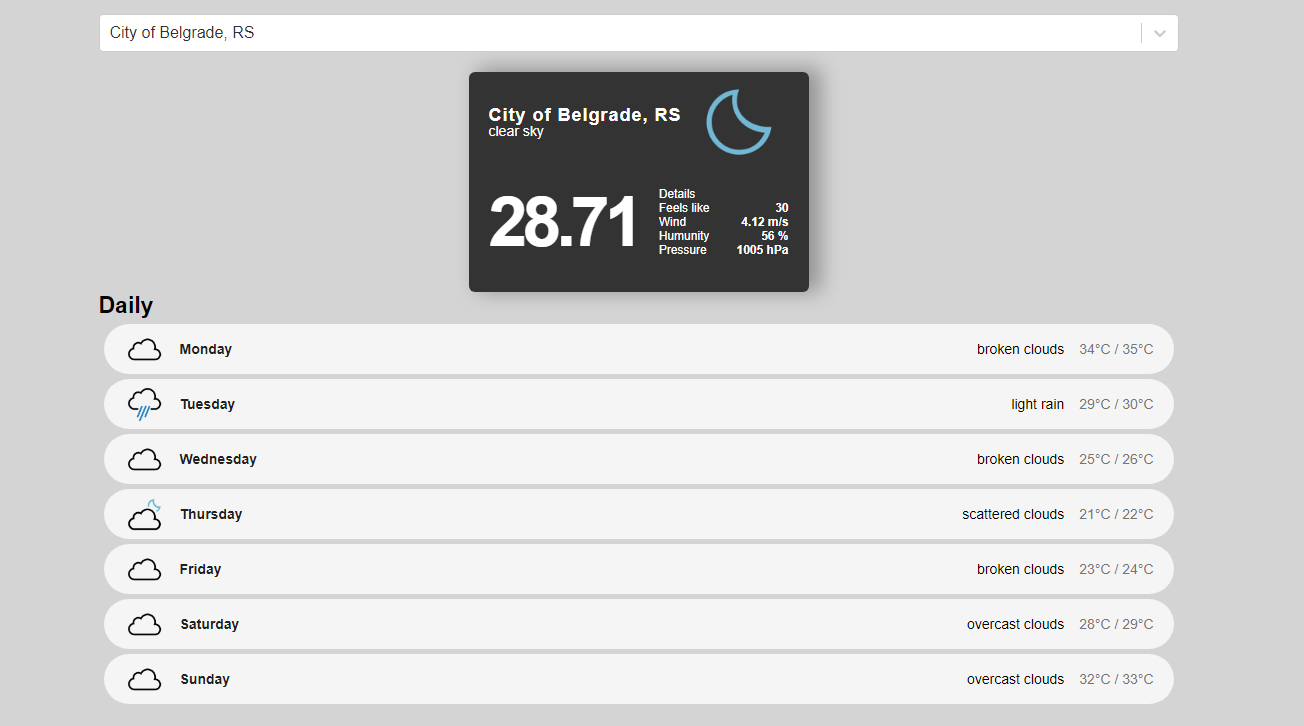 City of Belgrade, RS
City of Belgrade, RS
clear sky
28.71
Details
Feels like 30
Wind 4.12 m/s
Humunity 56 %
Pressure 1005 hPa
Daily
Monday broken clouds 34°C / 35°C
Tuesday light rain 29°C / 30°C
Wednesday broken clouds 25°C / 26°C
Thursday scattered clouds 21°C / 22°C
Friday broken clouds 23°C / 24°C
Saturday overcast clouds 28°C / 29°C
Sunday overcast clouds 32°C / 33°C